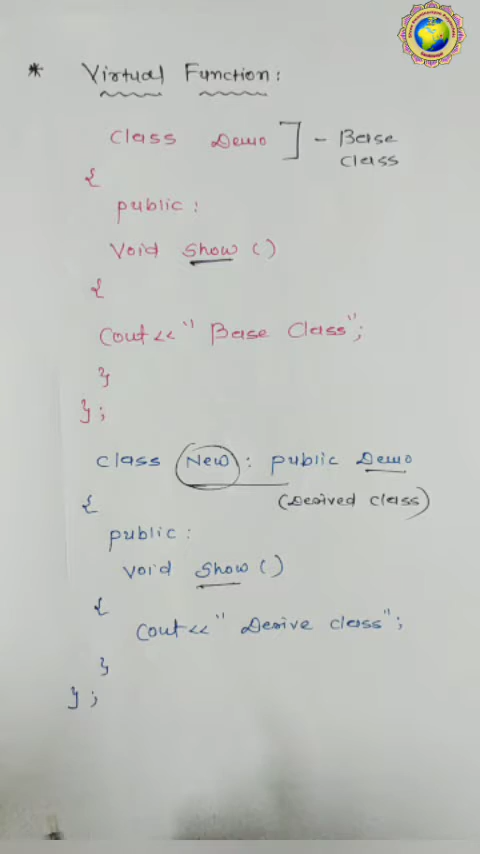 * Virtual Function:
Class Demo ] - Base
class
{
public:
Void Show ()
{
Cout<<" Base Class";
}
};
class New : public Demo
(Derived class)
{
public:
Void Show ()
{
Cout<<" Derive class";
}
};